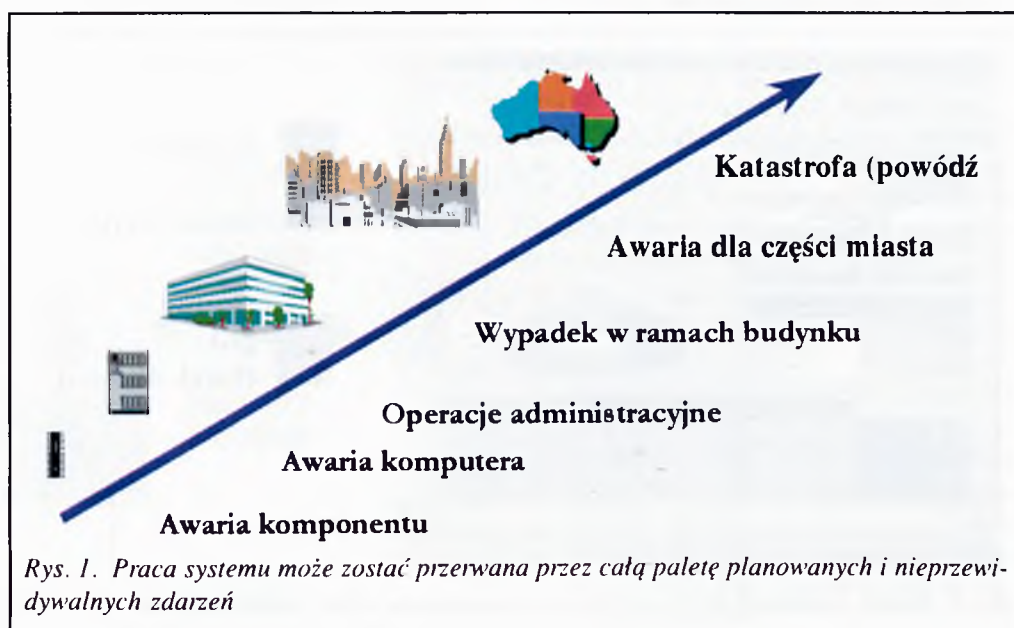 Katastrofa (powódź
Awaria dla części miasta
Wypadek w ramach budynku
Operacje administracyjne
Awaria komputera
Awaria komponentu
Rys. 1. Praca systemu może zostać przerwana przez całą paletę planowanych i nieprzewi-
dywalnych zdarzeń